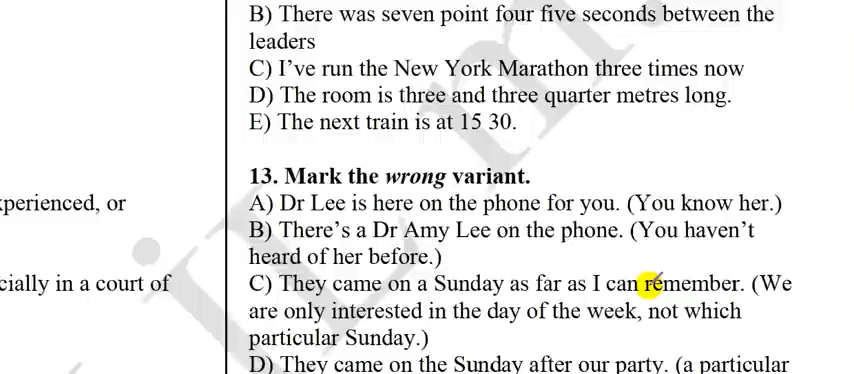 B) There was seven point four five seconds between the
leaders
C) I’ve run the New York Marathon three times now
D) The room is three and three quarter metres long.
E) The next train is at 15 30.
13. Mark the wrong variant.
xperienced, or
A) Dr Lee is here on the phone for you. (You know her.)
B) There’s a Dr Amy Lee on the phone. (You haven’t
heard of her before.)
cially in a court of
C) They came on a Sunday as far as I can remember. (We
are only interested in the day of the week, not which
particular Sunday.)
D) They came on the Sunday after our party. (a particular